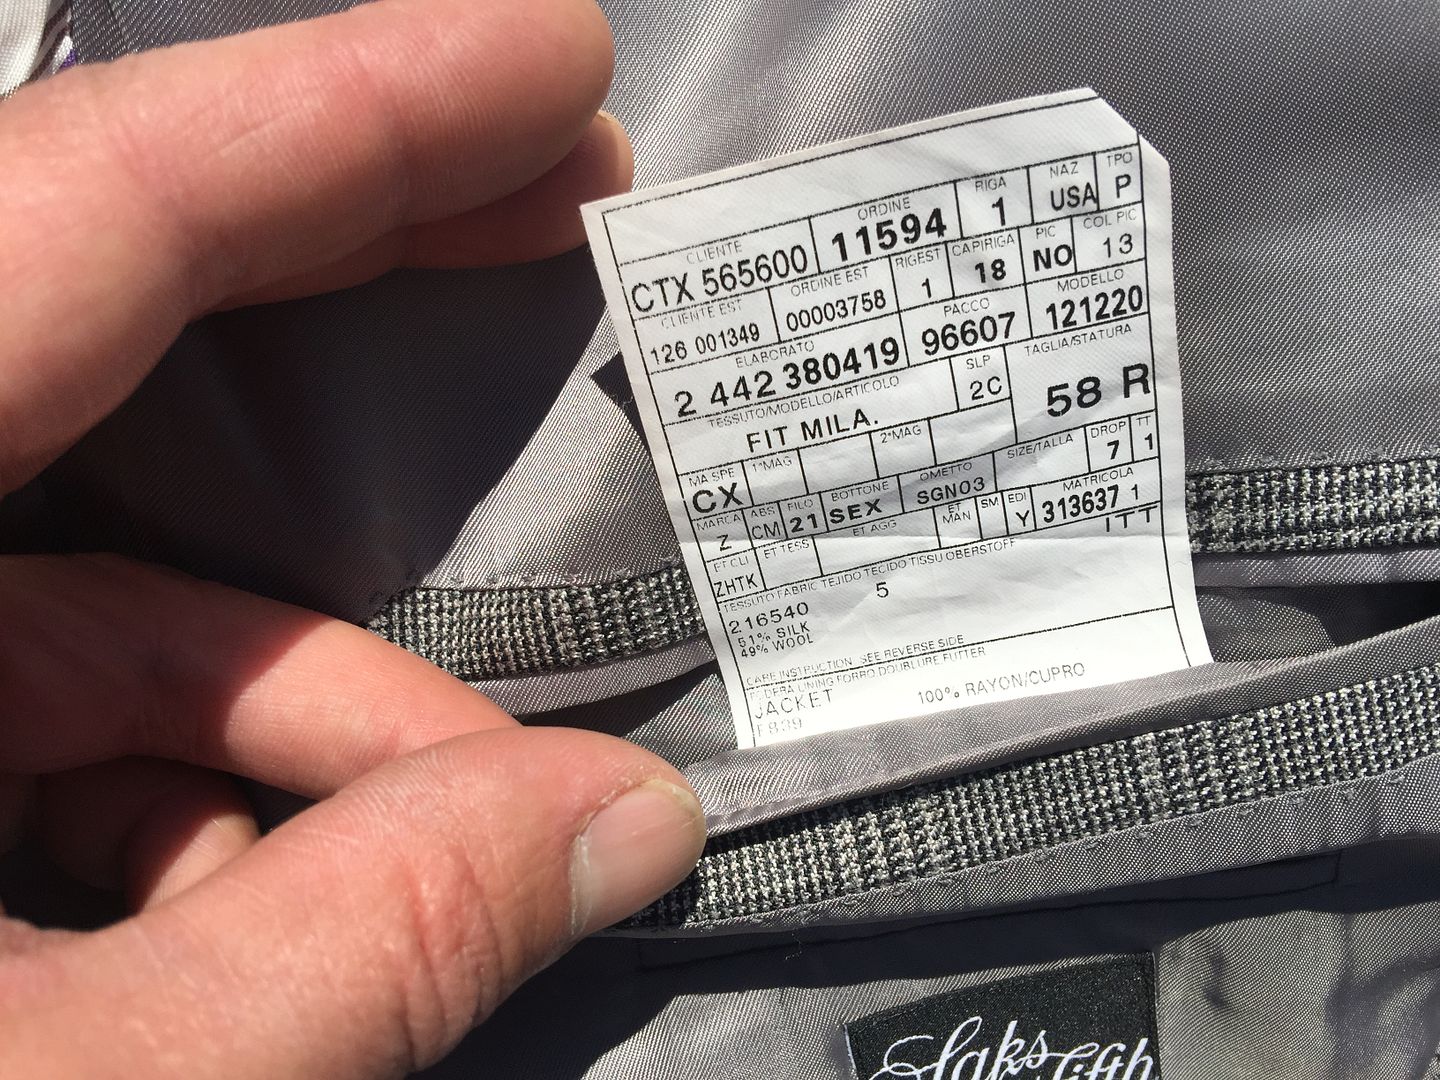 CLIENTE ORDINE RIGA NAZ TPO
CTX 565600 11594 1 USA P
CLIENTE EST ORDINE EST RIGEST CAPIRIGA PIC COL PIC
126 001349 00003758 1 18 NO 13
ELABORATO PACCO MODELLO
2 442 380419 96607 121220
TESSUTO/MODELLO/ARTICOLO SLP TAGLIA/STATURA
FIT MILA. 2C 58 R
MA SPE 1°MAG 2°MAG SIZE/TALLA DROP TT
CX 7 1
MARCA ABS FILO BOTTONE OMETTO ET MAN SM EDI MATRICOLA
Z CM 21 SEX SGN03 Y 313637 1
ET CLI ET TESS ET AGG ITT
ZHTK
TESSUTO FABRIC TEJIDO TECIDO TISSU OBERSTOFF
216540 5
51% SILK
49% WOOL
CARE INSTRUCTION SEE REVERSE SIDE
FODERA LINING FORRO DOUBLURE FUTTER
JACKET 100% RAYON/CUPRO
F839
Saks Fifth